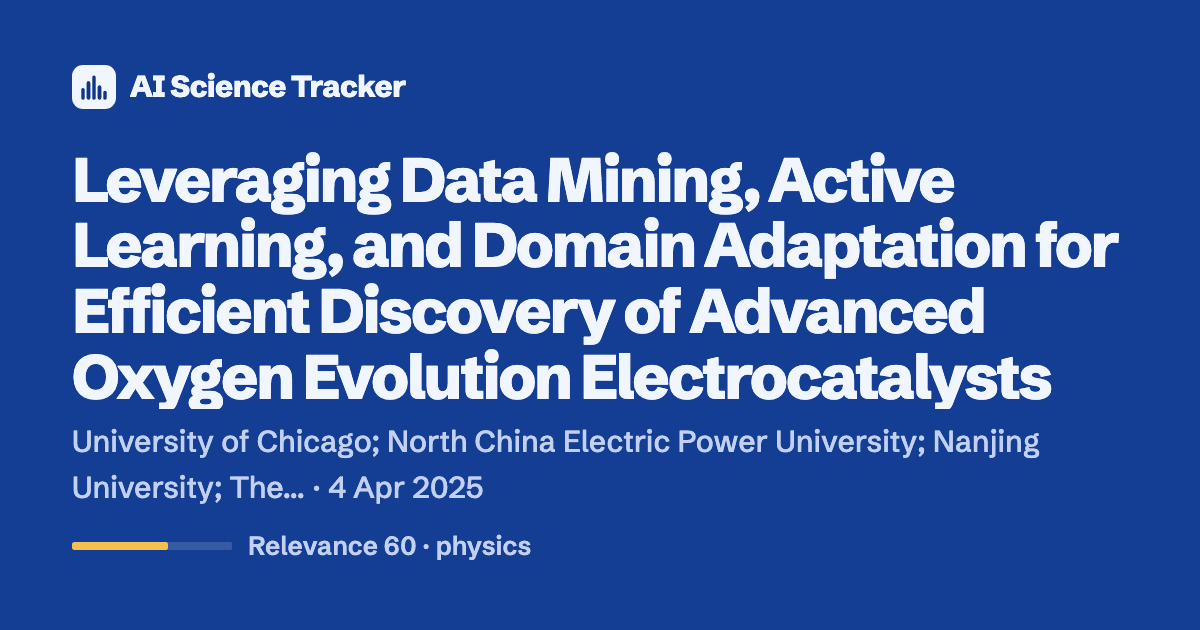 AI Science Tracker
Leveraging Data Mining, Active
Learning, and Domain Adaptation for
Efficient Discovery of Advanced
Oxygen Evolution Electrocatalysts
University of Chicago; North China Electric Power University; Nanjing
University; The... · 4 Apr 2025
Relevance 60 · physics